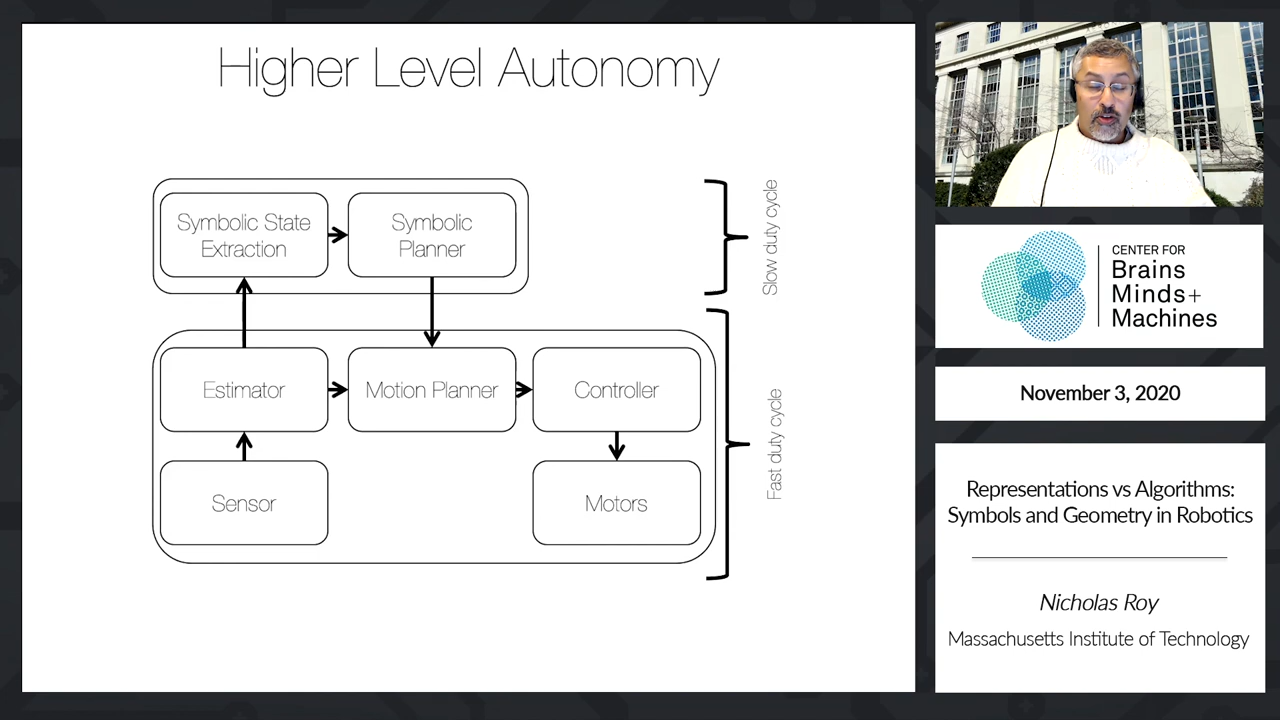 Higher Level Autonomy
Symbolic State
Extraction
Symbolic
Planner
Slow duty cycle
Estimator
Motion Planner
Controller
Fast duty cycle
Sensor
Motors
CENTER FOR
Brains
Minds+
Machines
November 3, 2020
Representations vs Algorithms:
Symbols and Geometry in Robotics
Nicholas Roy
Massachusetts Institute of Technology